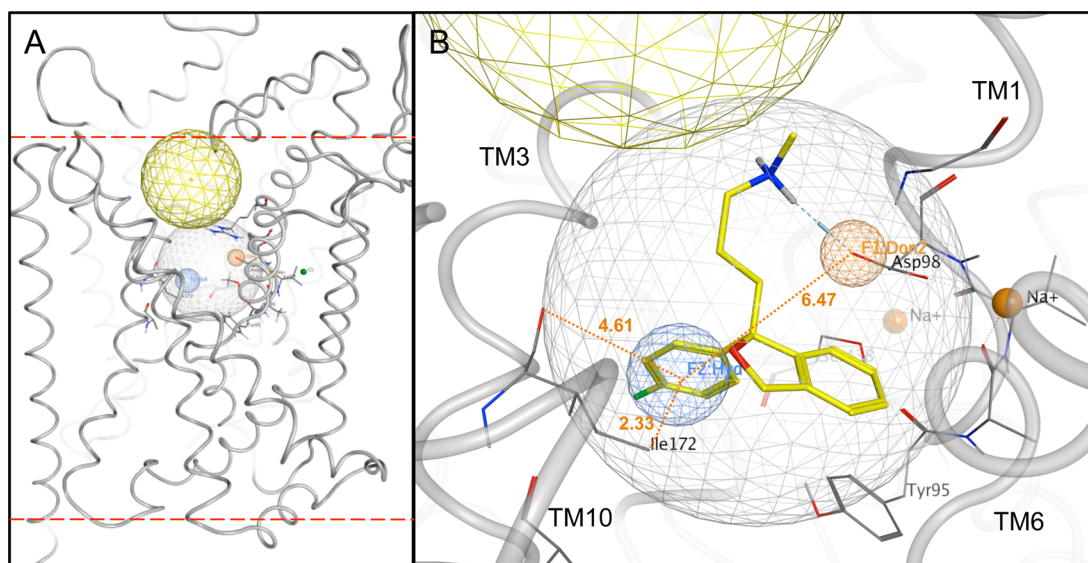 A
B
TM1
TM3
F1:Don2
Asp98
6.47
Na+
Na+
4.61
F2:Hyd
2.33
Ile172
Tyr95
TM10
TM6